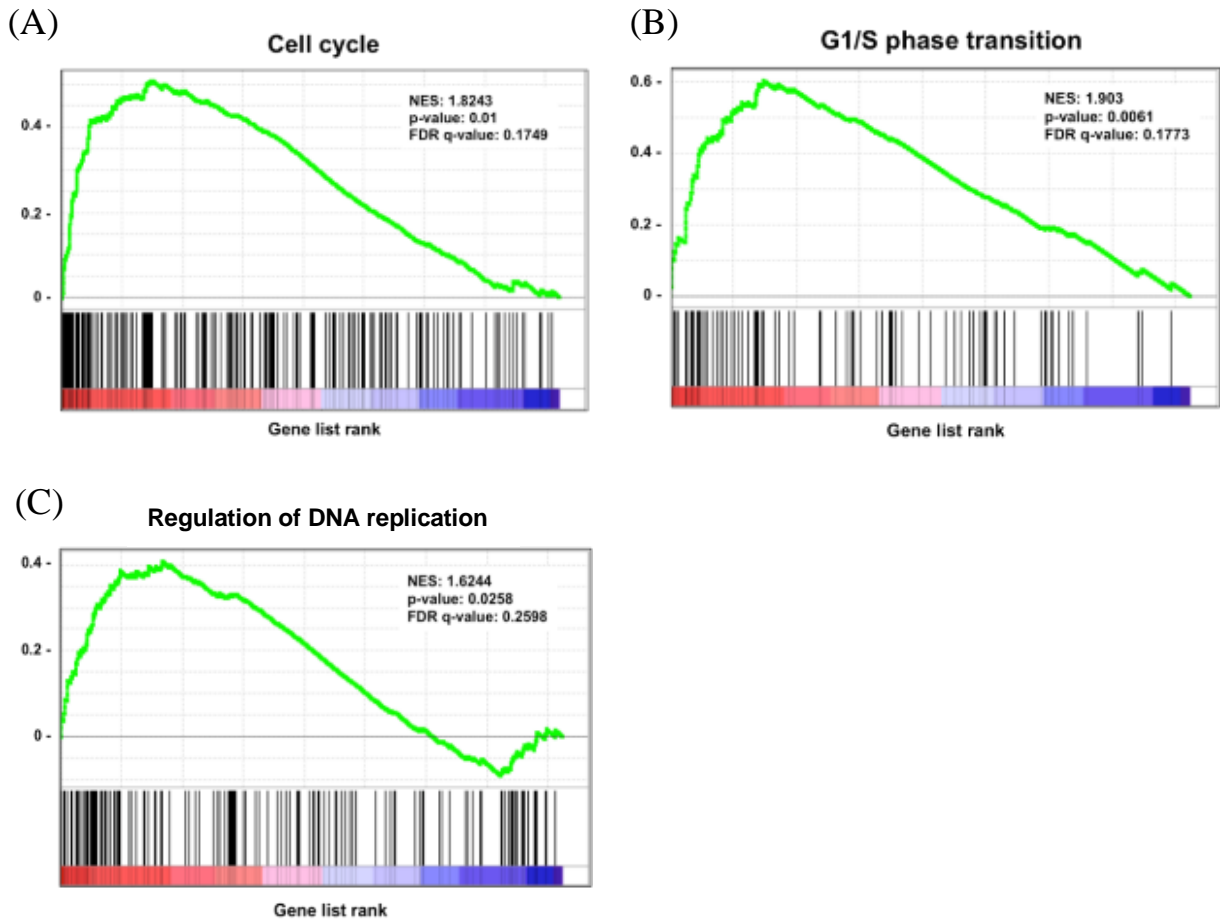 (A)
Cell cycle
NES: 1.8243
p-value: 0.01
FDR q-value: 0.1749
0.4 -
0.2 -
0 -
Gene list rank
(B)
G1/S phase transition
NES: 1.903
p-value: 0.0061
FDR q-value: 0.1773
0.6 -
0.4 -
0.2 -
0 -
Gene list rank
(C)
Regulation of DNA replication
NES: 1.6244
p-value: 0.0258
FDR q-value: 0.2598
0.4 -
0.2 -
0 -
Gene list rank